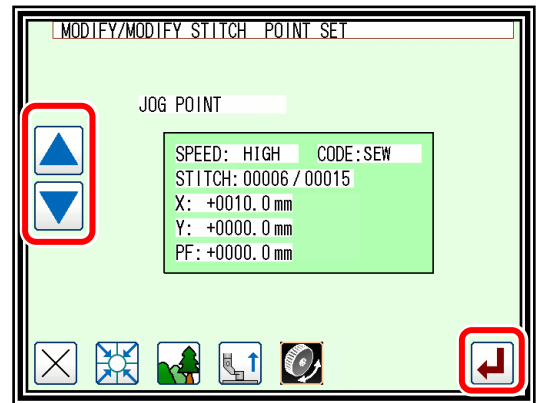 MODIFY/MODIFY STITCH POINT SET
JOG POINT
SPEED: HIGH CODE:SEW
STITCH:00006/00015
X: +0010.0mm
Y: +0000.0mm
PF:+0000.0mm